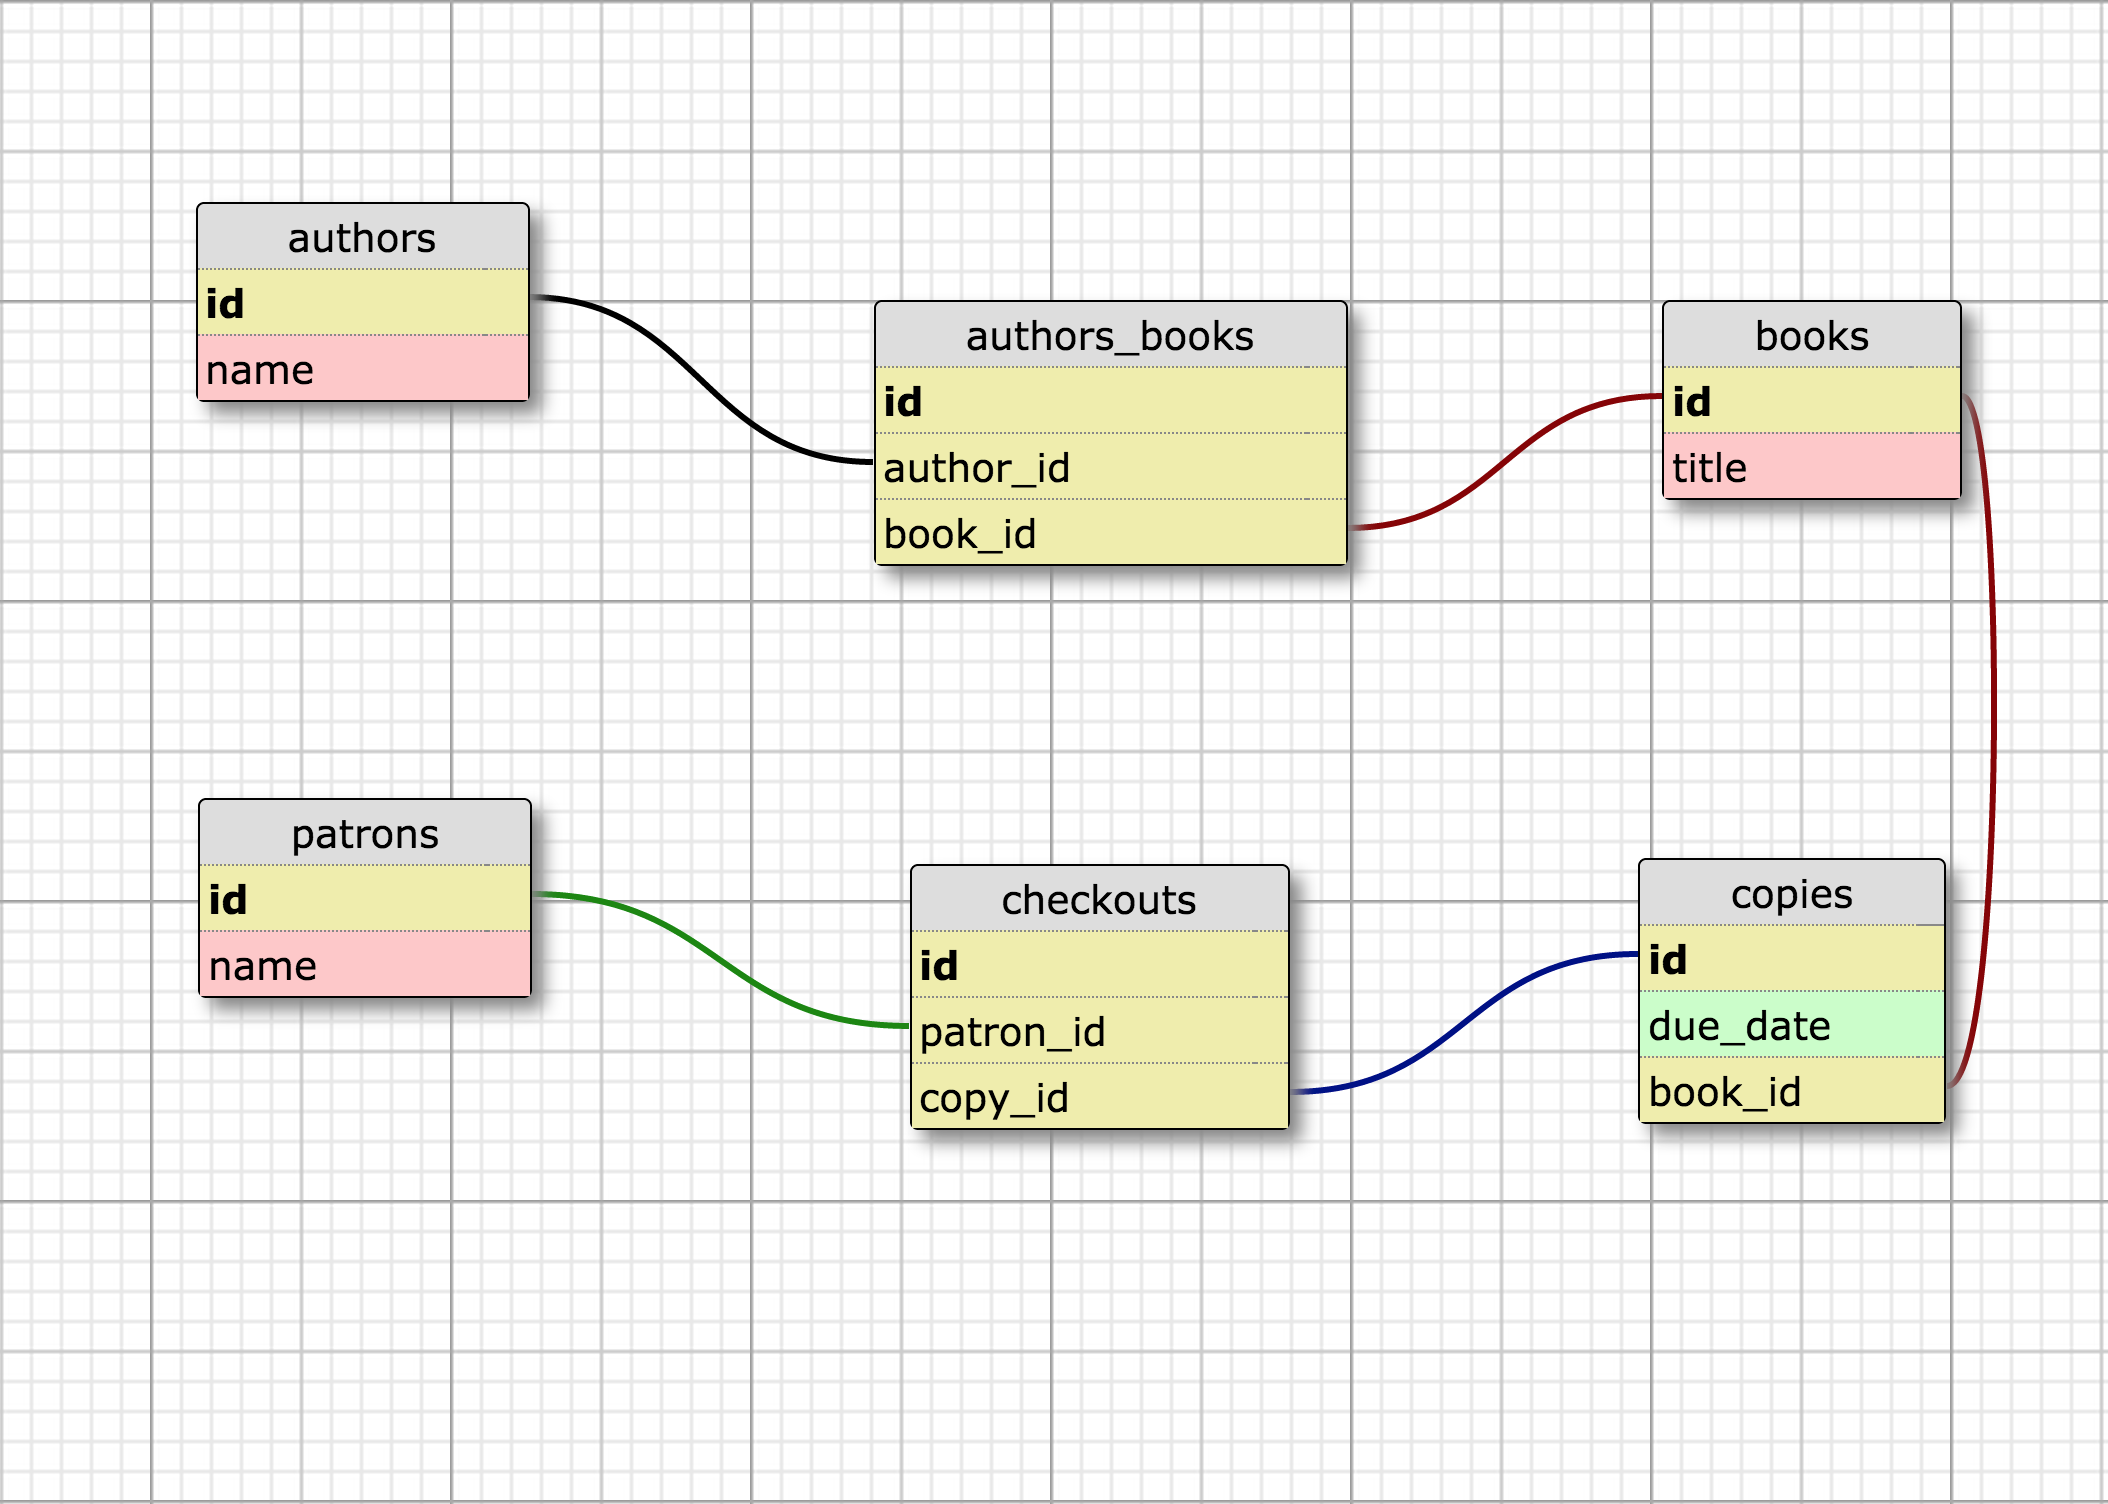 authors
id
name
authors_books
id
author_id
book_id
books
id
title
patrons
id
name
checkouts
id
patron_id
copy_id
copies
id
due_date
book_id